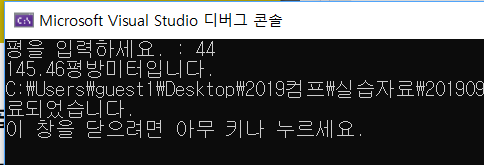 Microsoft Visual Studio 디버그 콘솔
평을 입력하세요. : 44
145.46평방미터입니다.
C:\Users\guest1\Desktop\2019컴프\실습자료\201909
료되었습니다.
이 창을 닫으려면 아무 키나 누르세요.